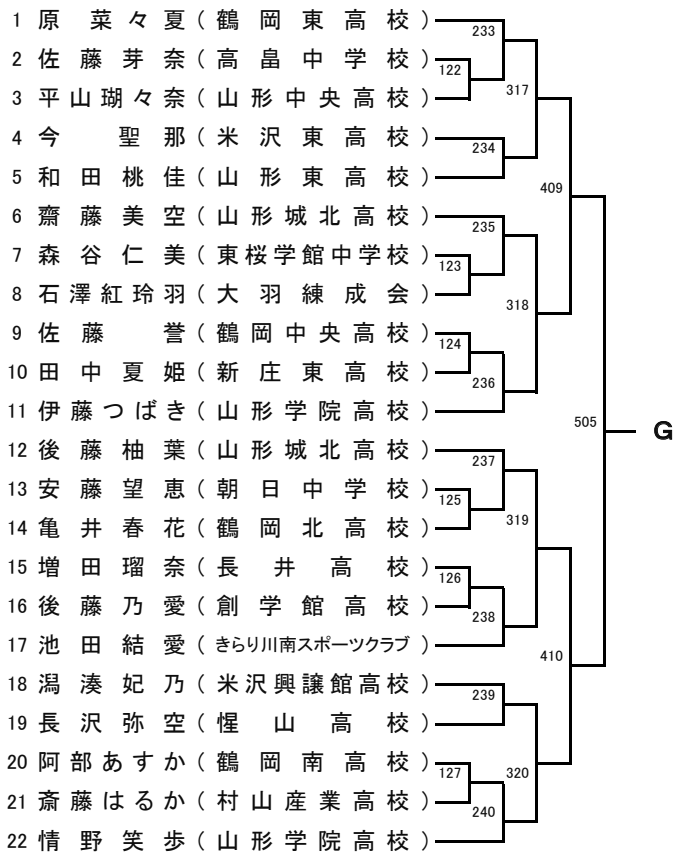 1 原菜々夏(鶴岡東高校)
233
2 佐藤芽奈(高畠中学校)
122
317
3 平山瑚々奈(山形中央高校)
4 今聖那(米沢東高校)
234
5 和田桃佳(山形東高校)
409
6 齋藤美空(山形城北高校)
235
7 森谷仁美(東桜学館中学校)
123
8 石澤紅玲羽(大羽練成会)
318
9 佐藤誉(鶴岡中央高校)
124
10 田中夏姫(新庄東高校)
236
11 伊藤つばき(山形学院高校)
505
G
12 後藤柚葉(山形城北高校)
237
13 安藤望恵(朝日中学校)
125
319
14 亀井春花(鶴岡北高校)
15 増田瑠奈(長井高校)
126
16 後藤乃愛(創学館高校)
238
17 池田結愛(きらり川南スポーツクラブ)
410
18 潟湊妃乃(米沢興譲館高校)
239
19 長沢弥空(惺山高校)
20 阿部あすか(鶴岡南高校)
127
320
21 斎藤はるか(村山産業高校)
240
22 情野笑歩(山形学院高校)